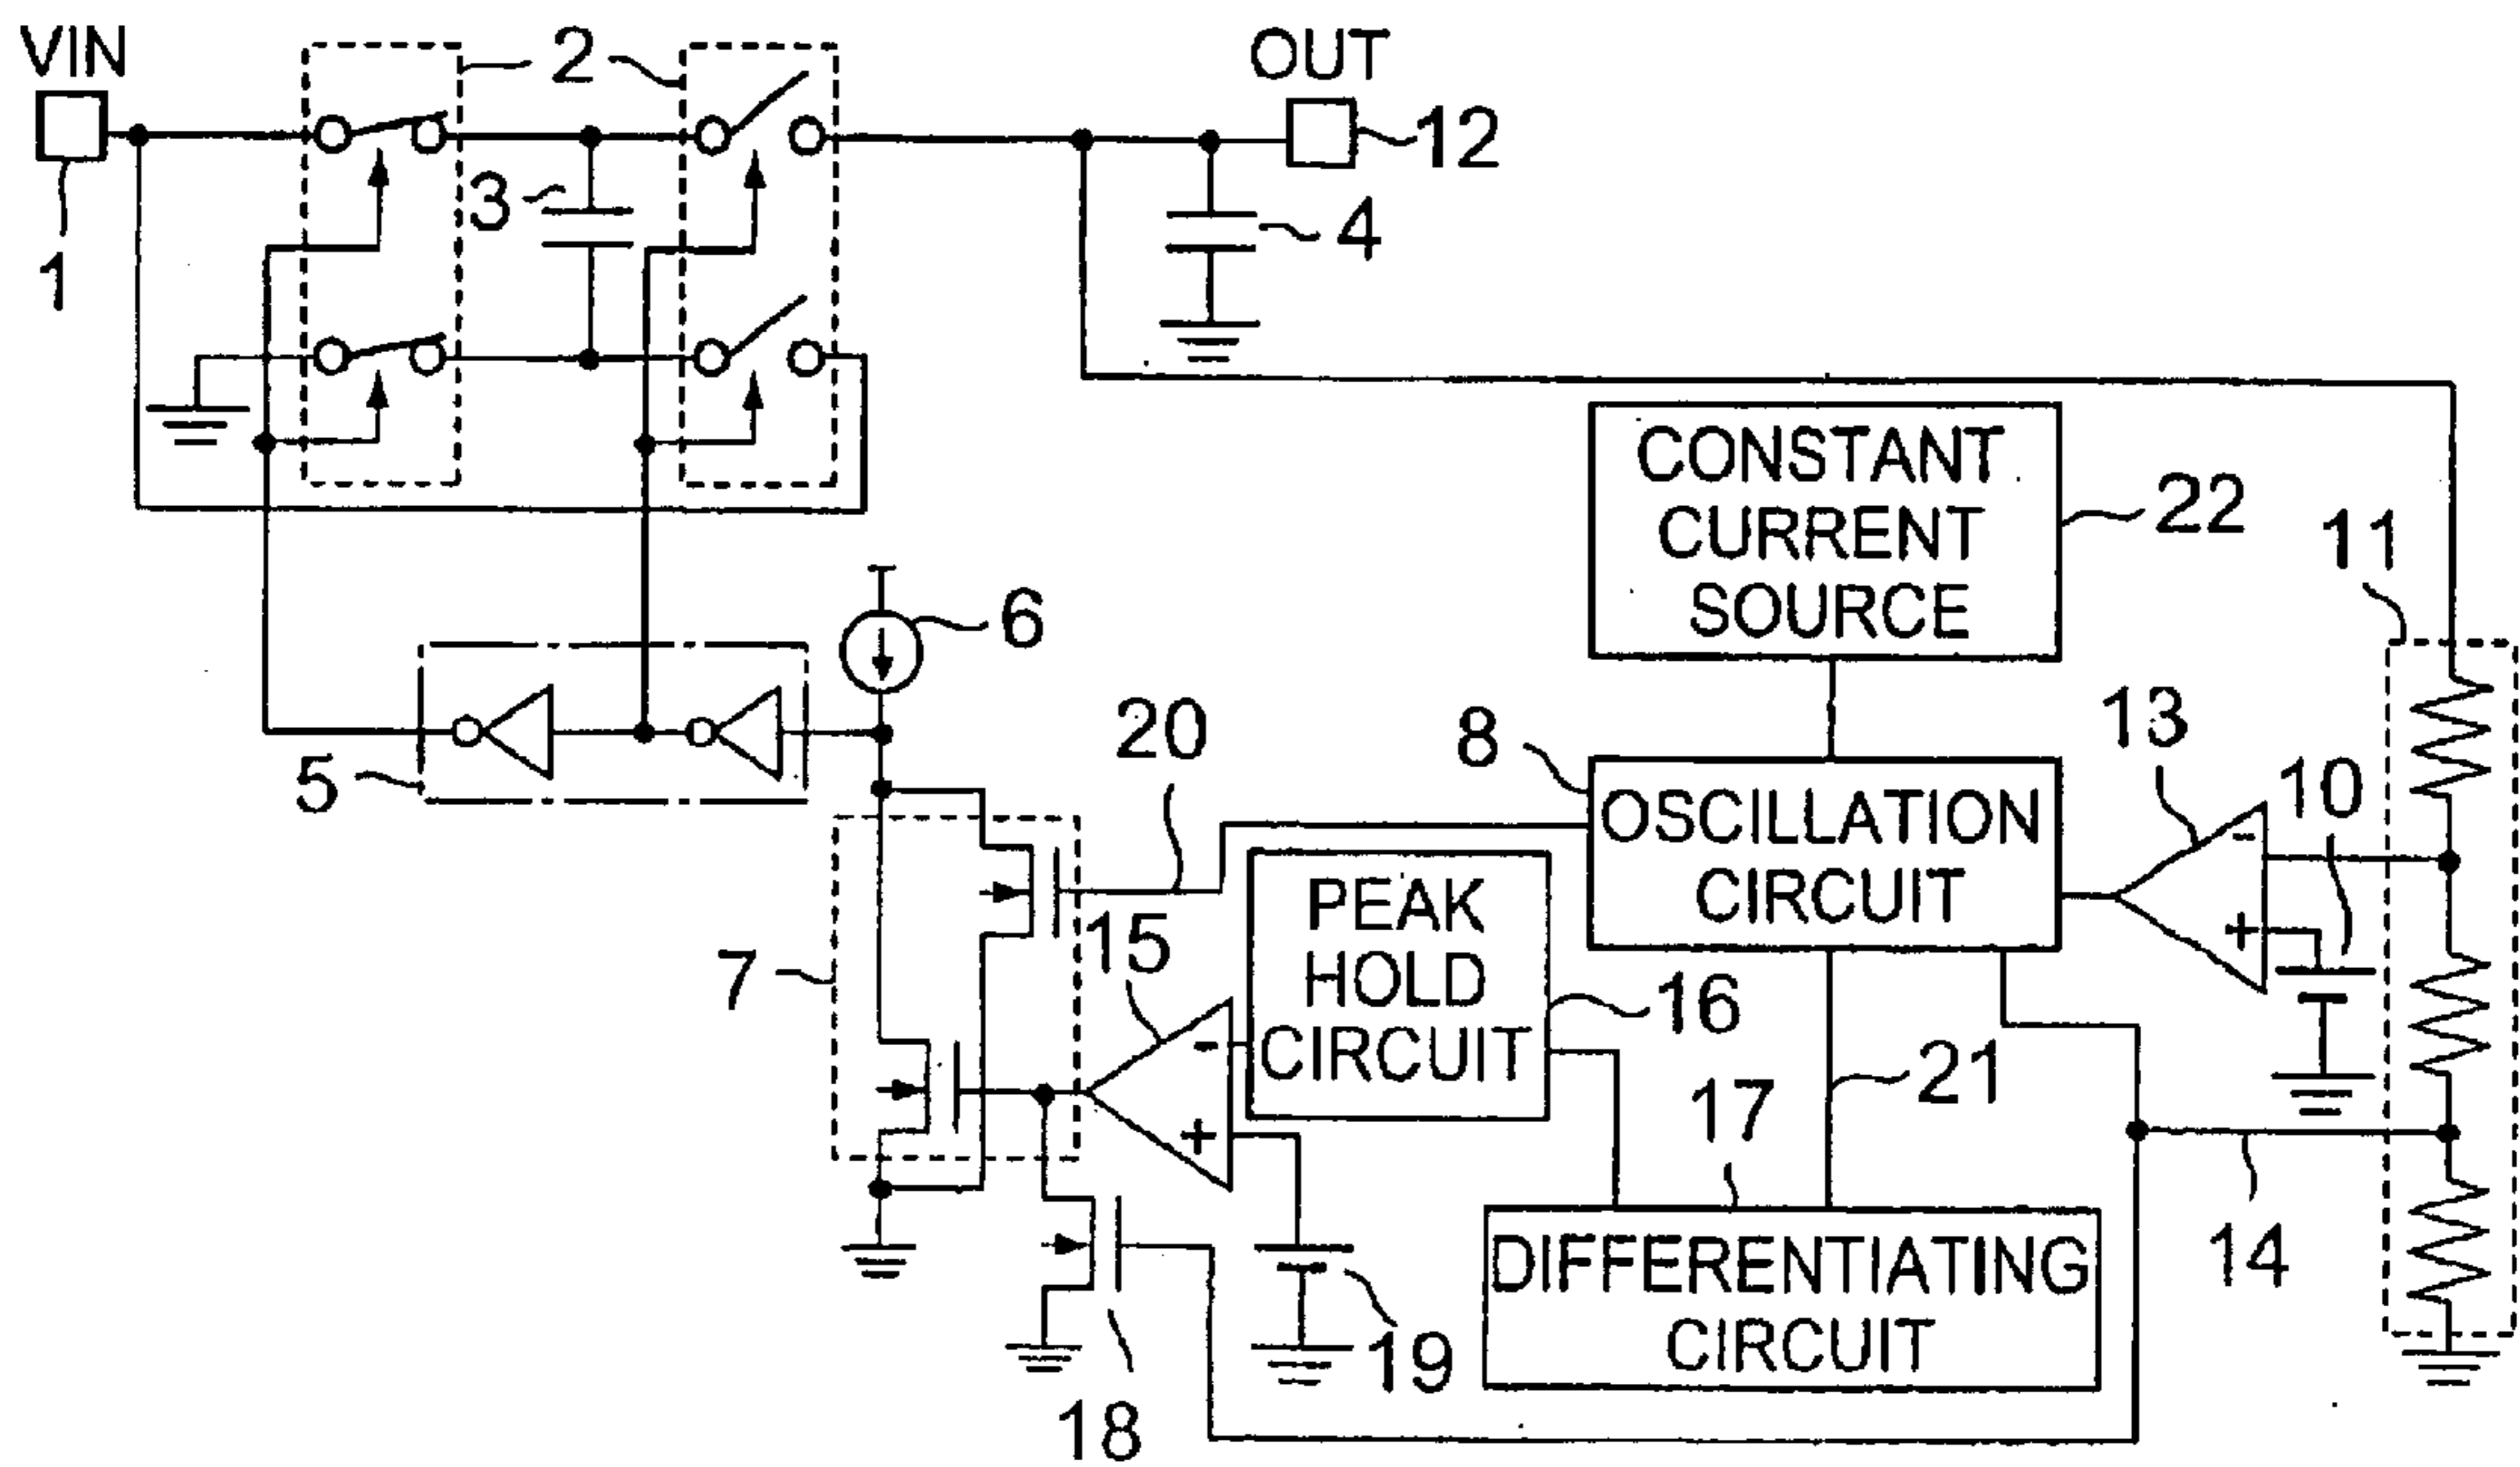 VIN
2
OUT
12
3
4
1
CONSTANT
CURRENT
SOURCE
22
11
6
20
8
13
10
5
OSCILLATION
CIRCUIT
-
+
7
15
PEAK
HOLD
CIRCUIT
16
-
+
21
17
14
DIFFERENTIATING
CIRCUIT
19
18